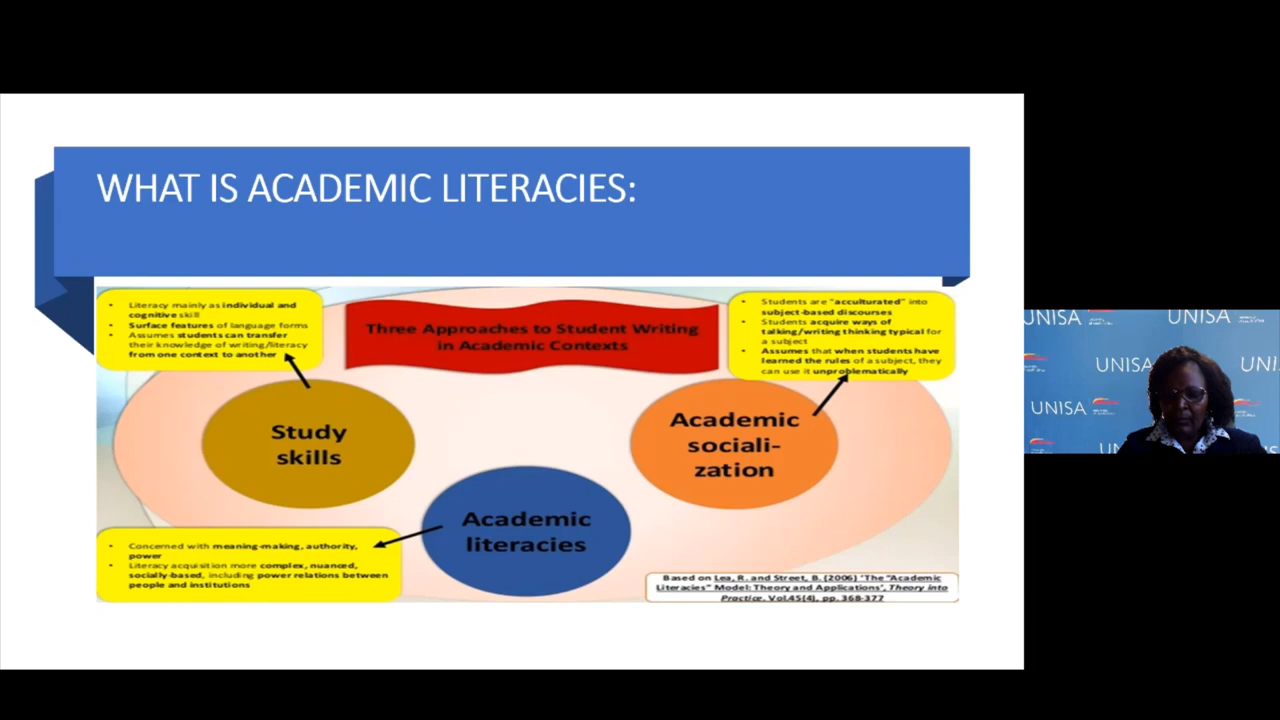 WHAT IS ACADEMIC LITERACIES:
• Literacy mainly as individual and
cognitive skill
• Surface features of language forms
• Assumes students can transfer
their knowledge of writing/literacy
from one context to another
Three Approaches to Student Writing
in Academic Contexts
• Students are "acculturated" into
subject-based discourses
• Students acquire ways of
talking/writing thinking typical for
a subject
• Assumes that when students have
learned the rules of a subject, they
can use it unproblematically
Study
skills
Academic
sociali-
zation
Academic
literacies
• Concerned with meaning-making, authority,
power
• Literacy acquisition more complex, nuanced,
socially-based, including power relations between
people and institutions
Based on Lea, R. and Street, B. (2006) 'The "Academic
Literacies" Model: Theory and Applications', Theory into
Practice, Vol.45(4), pp. 368-377
UNISA
UNISA
UNISA
UNI
UNISA
UN